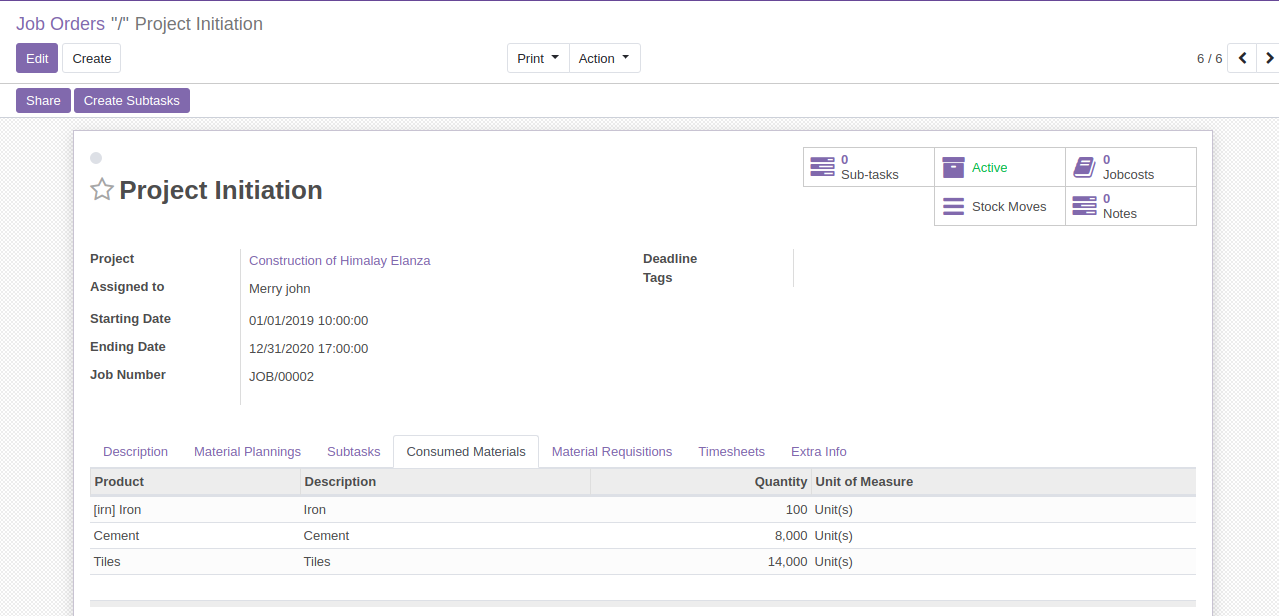 Job Orders "/" Project Initiation
Edit Create Print Action 6 / 6
Share Create Subtasks
0
Sub-tasks
Active
0
Jobcosts
Project Initiation
Stock Moves
0
Notes
Project Construction of Himalay Elanza
Deadline
Assigned to Merry john
Tags
Starting Date 01/01/2019 10:00:00
Ending Date 12/31/2020 17:00:00
Job Number JOB/00002
Description Material Plannings Subtasks Consumed Materials Material Requisitions Timesheets Extra Info
Product Description Quantity Unit of Measure
[irn] Iron Iron 100 Unit(s)
Cement Cement 8,000 Unit(s)
Tiles Tiles 14,000 Unit(s)